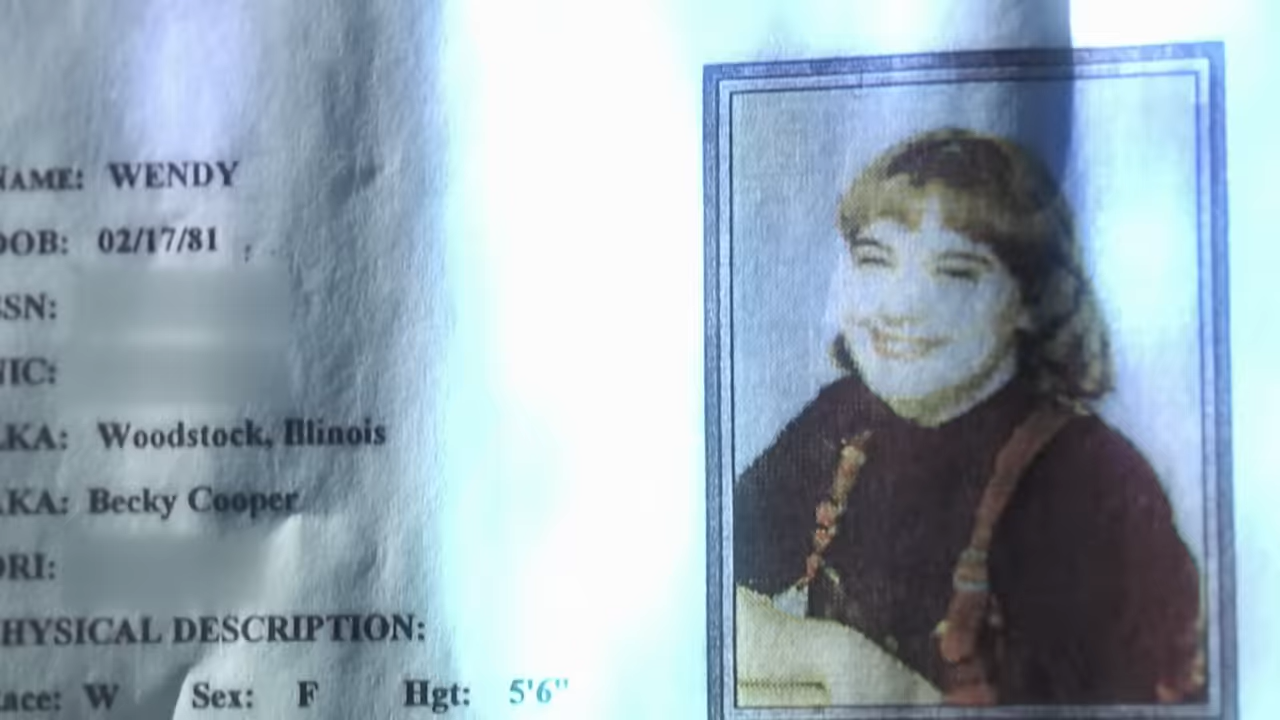 NAME: WENDY
DOB: 02/17/81
SSN:
NIC:
LKA: Woodstock, Illinois
AKA: Becky Cooper
ORI:
PHYSICAL DESCRIPTION:
Race: W Sex: F Hgt: 5'6"